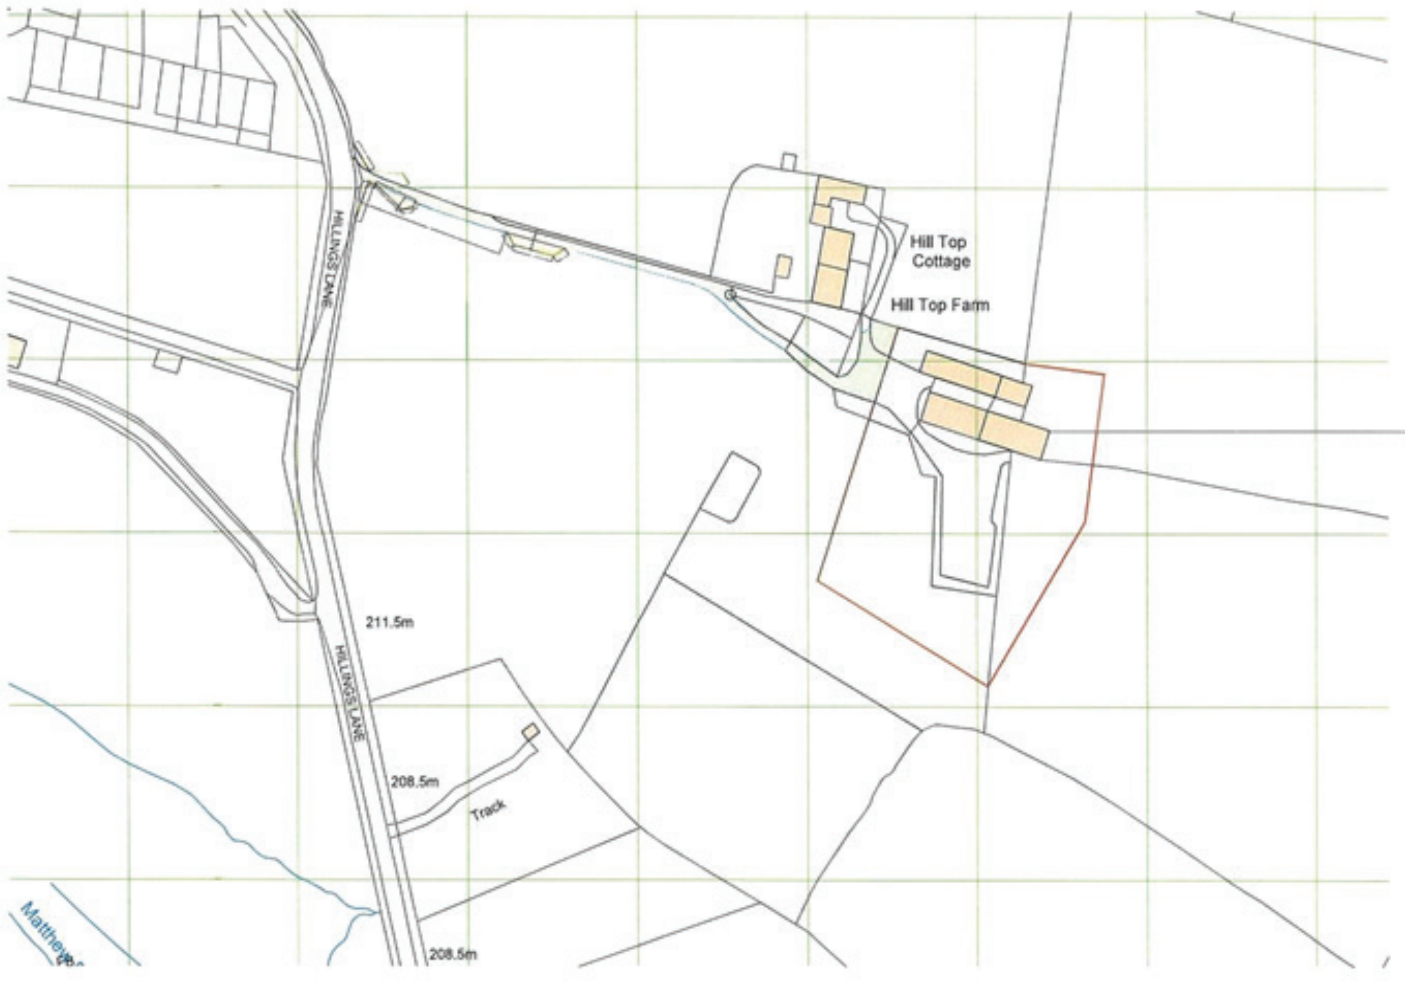 HILLINGS LANE
Hill Top
Cottage
Hill Top Farm
211.5m
HILLINGS LANE
208.5m
Track
208.5m